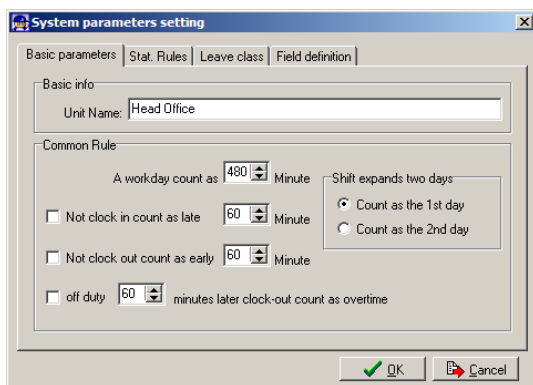 System parameters setting
Basic parameters Stat. Rules Leave class Field definition
Basic info
Unit Name: Head Office
Common Rule
A workday count as 480 Minute
Shift expands two days
Not clock in count as late 60 Minute
Count as the 1st day
Count as the 2nd day
Not clock out count as early 60 Minute
off duty 60 minutes later clock-out count as overtime
OK Cancel